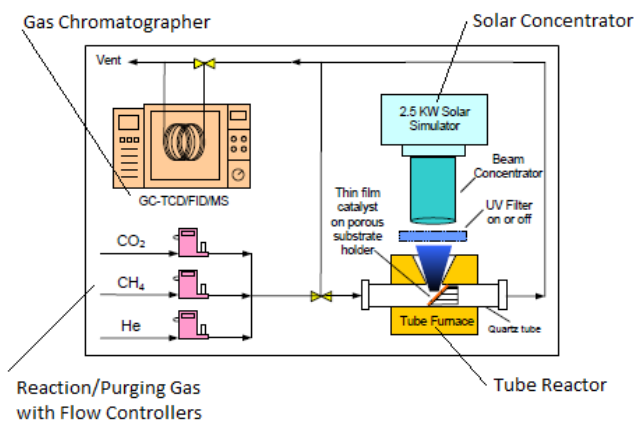 Gas Chromatographer
Solar Concentrator
Vent
2.5 KW Solar
Simulator
Beam
Concentrator
GC-TCD/FID/MS
Thin film
catalyst
on porous
substrate
holder
UV Filter
on or off
CO₂
CH₄
He
Tube Furnace
Quartz tube
Reaction/Purging Gas
with Flow Controllers
Tube Reactor